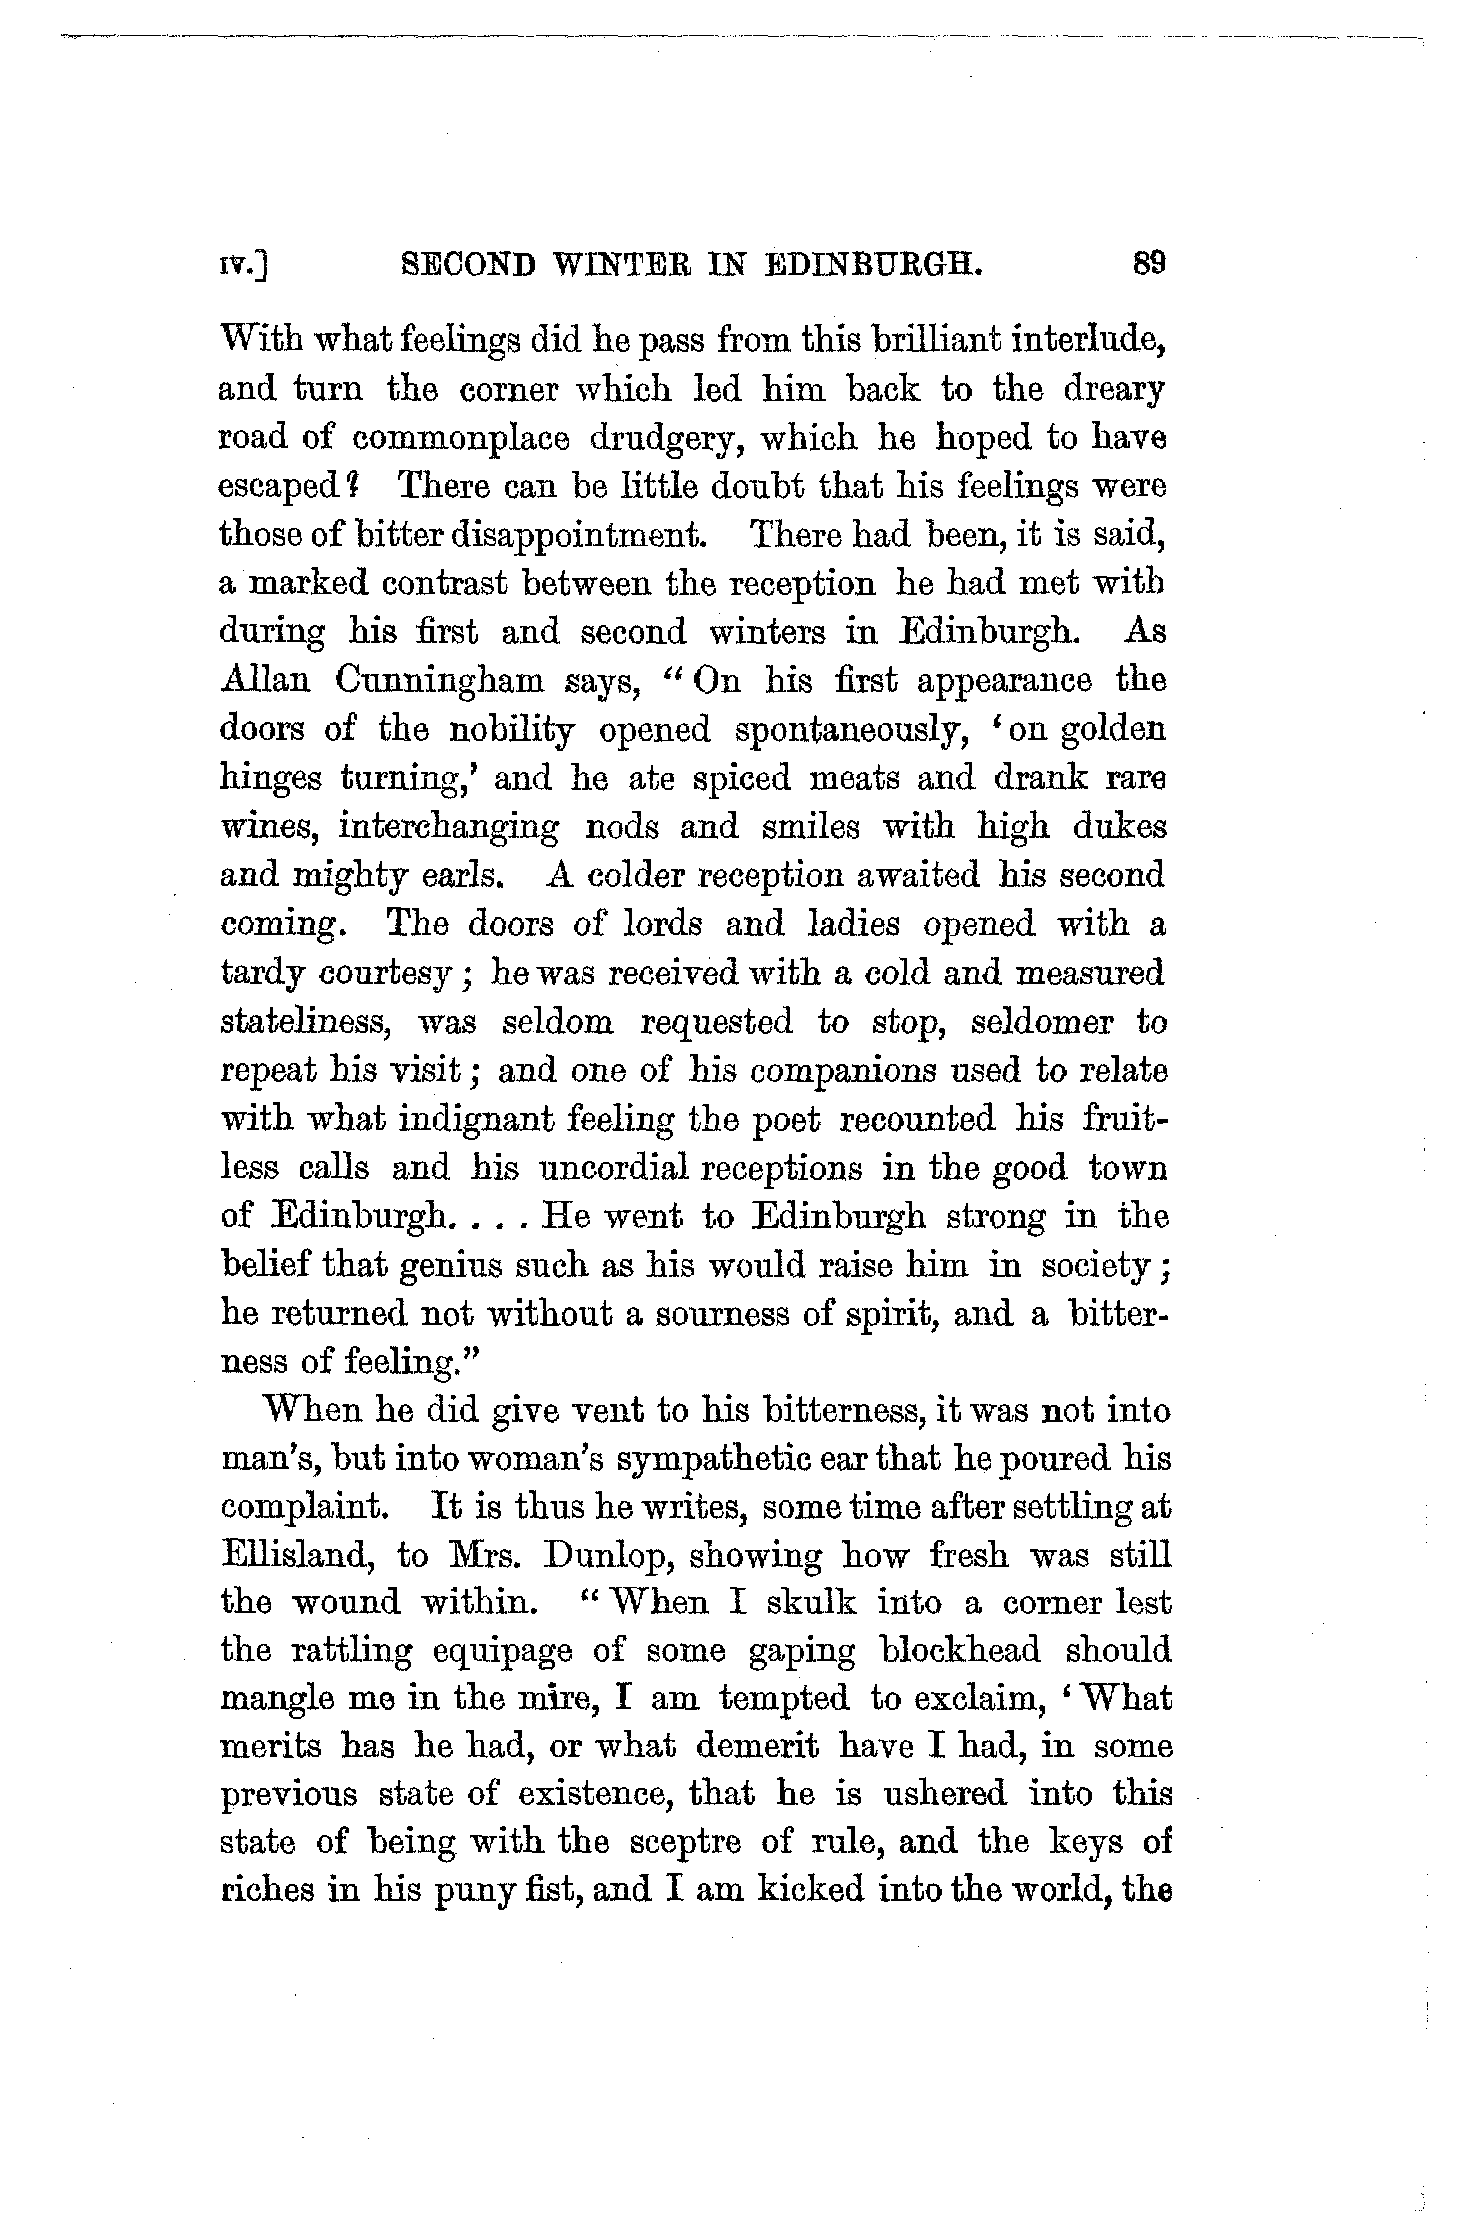 IV.] SECOND WINTER IN EDINBURGH. 89
With what feelings did he pass from this brilliant interlude,
and turn the corner which led him back to the dreary
road of commonplace drudgery, which he hoped to have
escaped? There can be little doubt that his feelings were
those of bitter disappointment. There had been, it is said,
a marked contrast between the reception he had met with
during his first and second winters in Edinburgh. As
Allan Cunningham says, “On his first appearance the
doors of the nobility opened spontaneously, ‘on golden
hinges turning,’ and he ate spiced meats and drank rare
wines, interchanging nods and smiles with high dukes
and mighty earls. A colder reception awaited his second
coming. The doors of lords and ladies opened with a
tardy courtesy; he was received with a cold and measured
stateliness, was seldom requested to stop, seldomer to
repeat his visit; and one of his companions used to relate
with what indignant feeling the poet recounted his fruit-
less calls and his uncordial receptions in the good town
of Edinburgh. . . . He went to Edinburgh strong in the
belief that genius such as his would raise him in society;
he returned not without a sourness of spirit, and a bitter-
ness of feeling.”
When he did give vent to his bitterness, it was not into
man’s, but into woman’s sympathetic ear that he poured his
complaint. It is thus he writes, some time after settling at
Ellisland, to Mrs. Dunlop, showing how fresh was still
the wound within. “When I skulk into a corner lest
the rattling equipage of some gaping blockhead should
mangle me in the mire, I am tempted to exclaim, ‘What
merits has he had, or what demerit have I had, in some
previous state of existence, that he is ushered into this
state of being with the sceptre of rule, and the keys of
riches in his puny fist, and I am kicked into the world, the